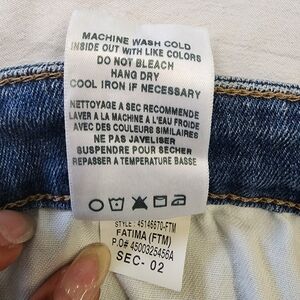 MACHINE WASH COLD
INSIDE OUT WITH LIKE COLORS
DO NOT BLEACH
HANG DRY
COOL IRON IF NECESSARY
NETTOYAGE A SEC RECOMMENDE
LAVER A LA MACHINE A L'EAU FROIDE
AVEC DES COULEURS SIMILAIRES
NE PAS JAVELISER
SUSPENDRE POUR SECHER
REPASSER A TEMPERATURE BASSE
STYLE: 45146670-FTM
FATIMA (FTM)
P.O# 4500325456A
SEC- 02